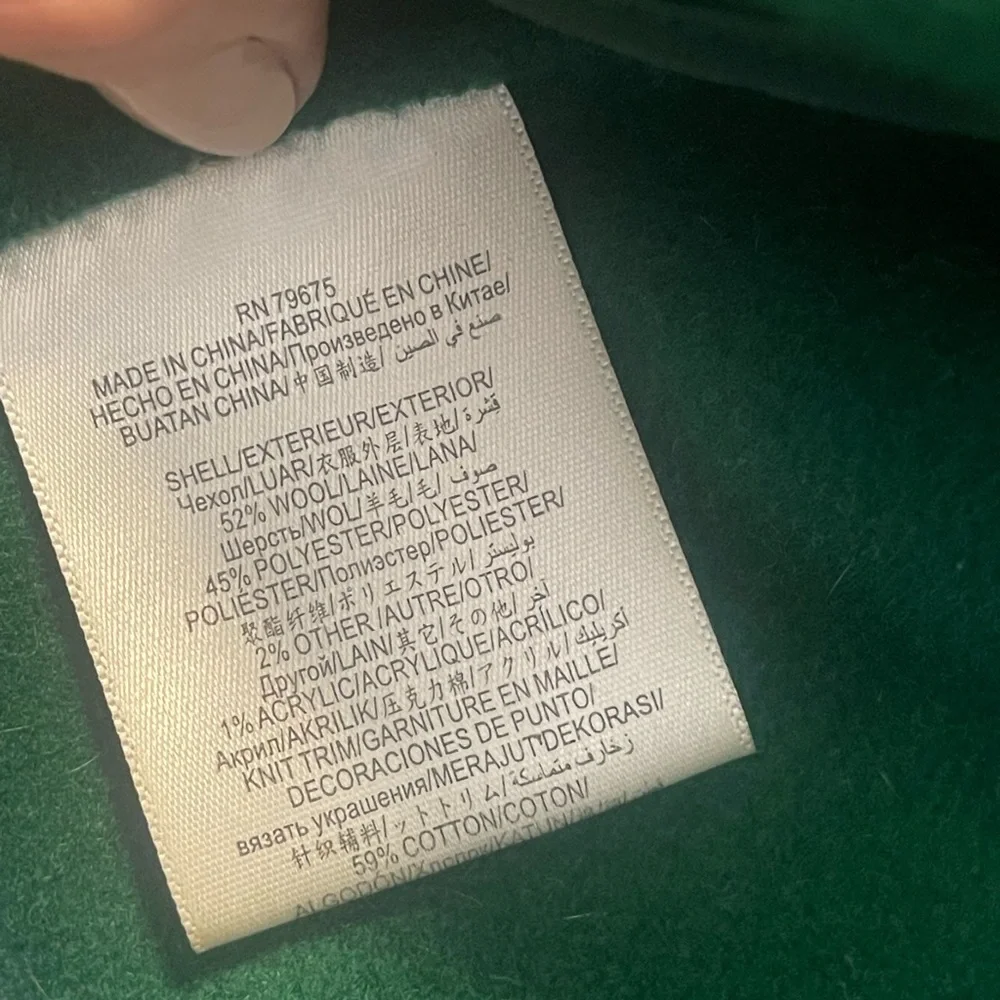 RN 79675
MADE IN CHINA/FABRIQUÉ EN CHINE/
HECHO EN CHINA/Произведено в Китае/
BUATAN CHINA/中国制造/ صنع في الصين
SHELL/EXTERIEUR/EXTERIOR/
Чехол/LUAR/衣服外层/表地/ قشرة
52% WOOL/LAINE/LANA/
Шерсть/WOL/羊毛/毛/ صوف
45% POLYESTER/POLYESTER/
POLIÉSTER/Полиэстер/POLIESTER/
聚酯纤维/ポリエステル/ بوليستر
2% OTHER /AUTRE/OTRO/
Другой/LAIN/其它/その他/ آخر
1% ACRYLIC/ACRYLIQUE/ACRÍLICO/
Акрил/AKRILIK/压克力棉/アクリル/ اكريليك
KNIT TRIM/GARNITURE EN MAILLE/
DECORACIONES DE PUNTO/
вязать украшения/MERAJUT DEKORASI/
针织辅料/ットトリム/ زخارف متماسكة
59% COTTON/COTON/
ALGODÓN/Хлопок/KATUN/